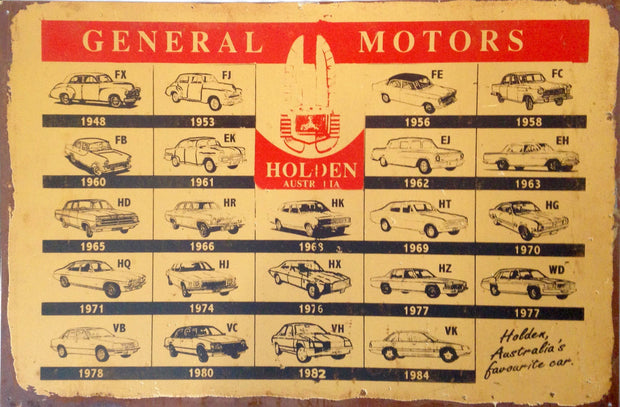 GENERAL MOTORS
FX FJ FE FC
1948 1953 1956 1958
FB EK EJ EH
1960 1961 HOLDEN 1962 1963
AUSTRALIA
HD HR HK HT HG
1965 1966 1968 1969 1970
HQ HJ HX HZ WD
1971 1974 1976 1977 1977
VB VC VH VK
1978 1980 1982 1984
Holden,
Australia's
favourite car.